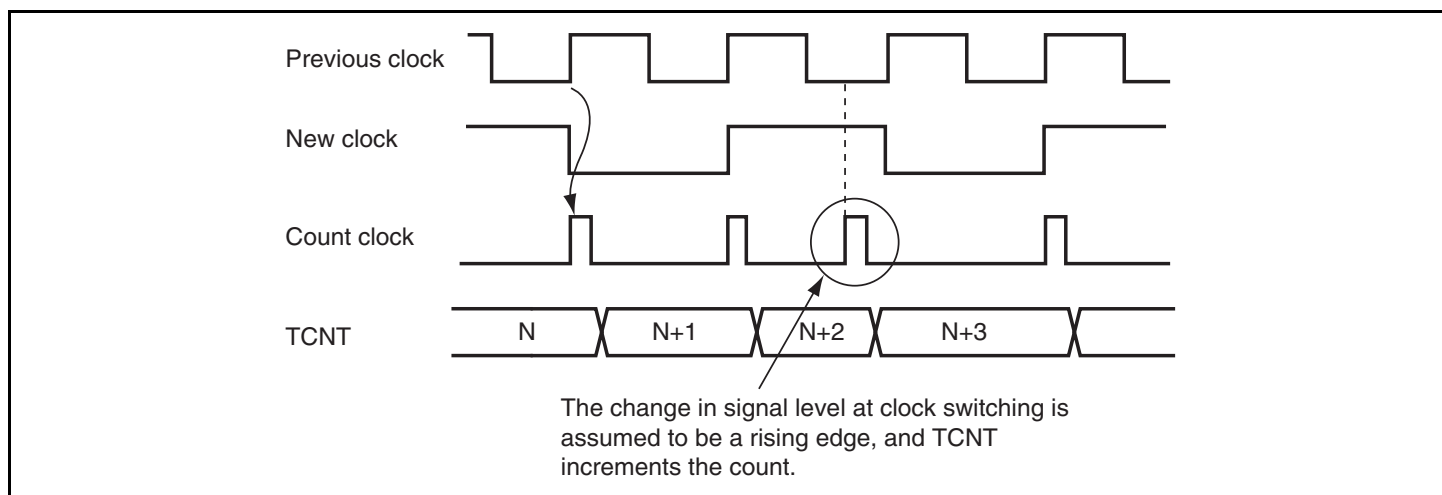 Previous clock
New clock
Count clock
TCNT
N
N+1
N+2
N+3
The change in signal level at clock switching is
assumed to be a rising edge, and TCNT
increments the count.